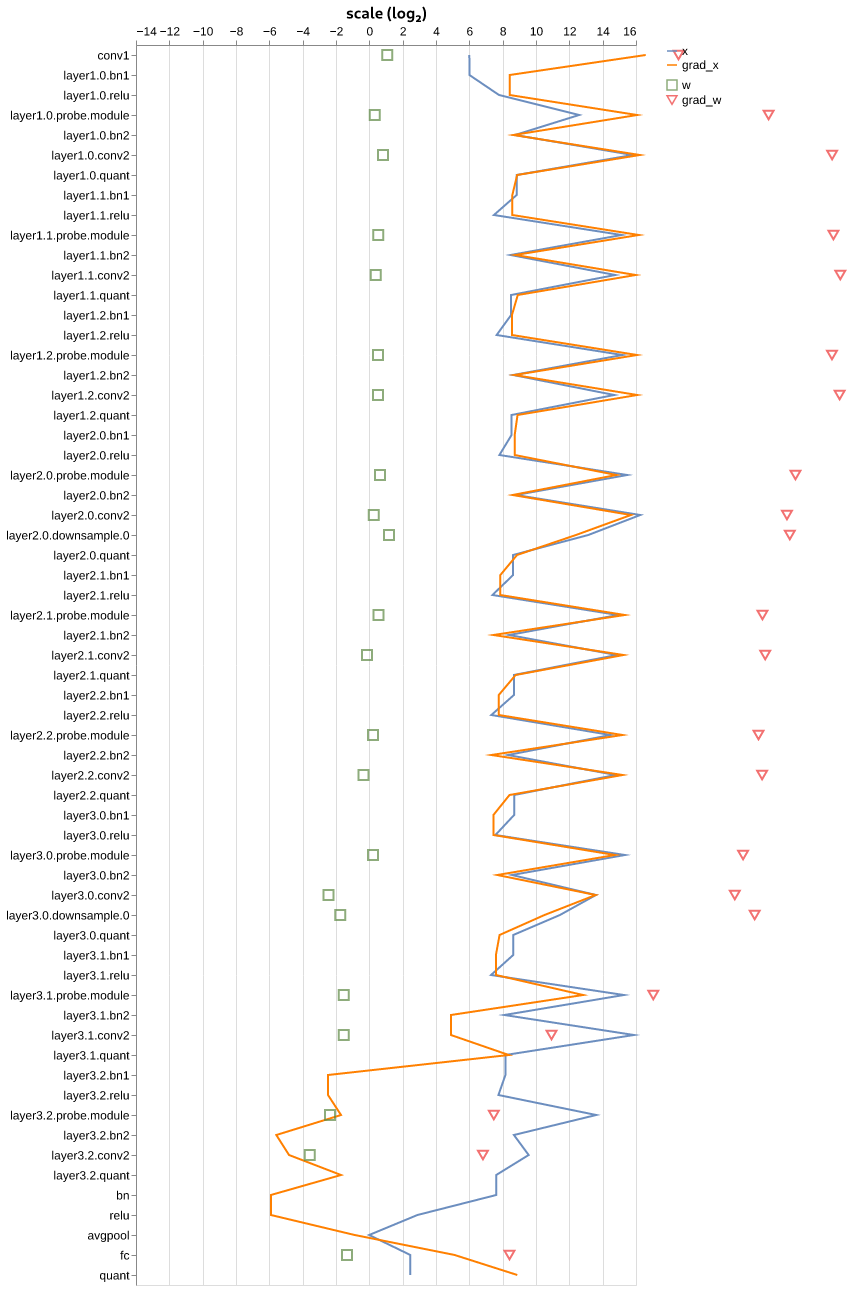 scale (log₂)
−14 −12 −10 −8 −6 −4 −2 0 2 4 6 8 10 12 14 16
conv1
x
grad_x
layer1.0.bn1
w
layer1.0.relu
grad_w
layer1.0.probe.module
layer1.0.bn2
layer1.0.conv2
layer1.0.quant
layer1.1.bn1
layer1.1.relu
layer1.1.probe.module
layer1.1.bn2
layer1.1.conv2
layer1.1.quant
layer1.2.bn1
layer1.2.relu
layer1.2.probe.module
layer1.2.bn2
layer1.2.conv2
layer1.2.quant
layer2.0.bn1
layer2.0.relu
layer2.0.probe.module
layer2.0.bn2
layer2.0.conv2
layer2.0.downsample.0
layer2.0.quant
layer2.1.bn1
layer2.1.relu
layer2.1.probe.module
layer2.1.bn2
layer2.1.conv2
layer2.1.quant
layer2.2.bn1
layer2.2.relu
layer2.2.probe.module
layer2.2.bn2
layer2.2.conv2
layer2.2.quant
layer3.0.bn1
layer3.0.relu
layer3.0.probe.module
layer3.0.bn2
layer3.0.conv2
layer3.0.downsample.0
layer3.0.quant
layer3.1.bn1
layer3.1.relu
layer3.1.probe.module
layer3.1.bn2
layer3.1.conv2
layer3.1.quant
layer3.2.bn1
layer3.2.relu
layer3.2.probe.module
layer3.2.bn2
layer3.2.conv2
layer3.2.quant
bn
relu
avgpool
fc
quant